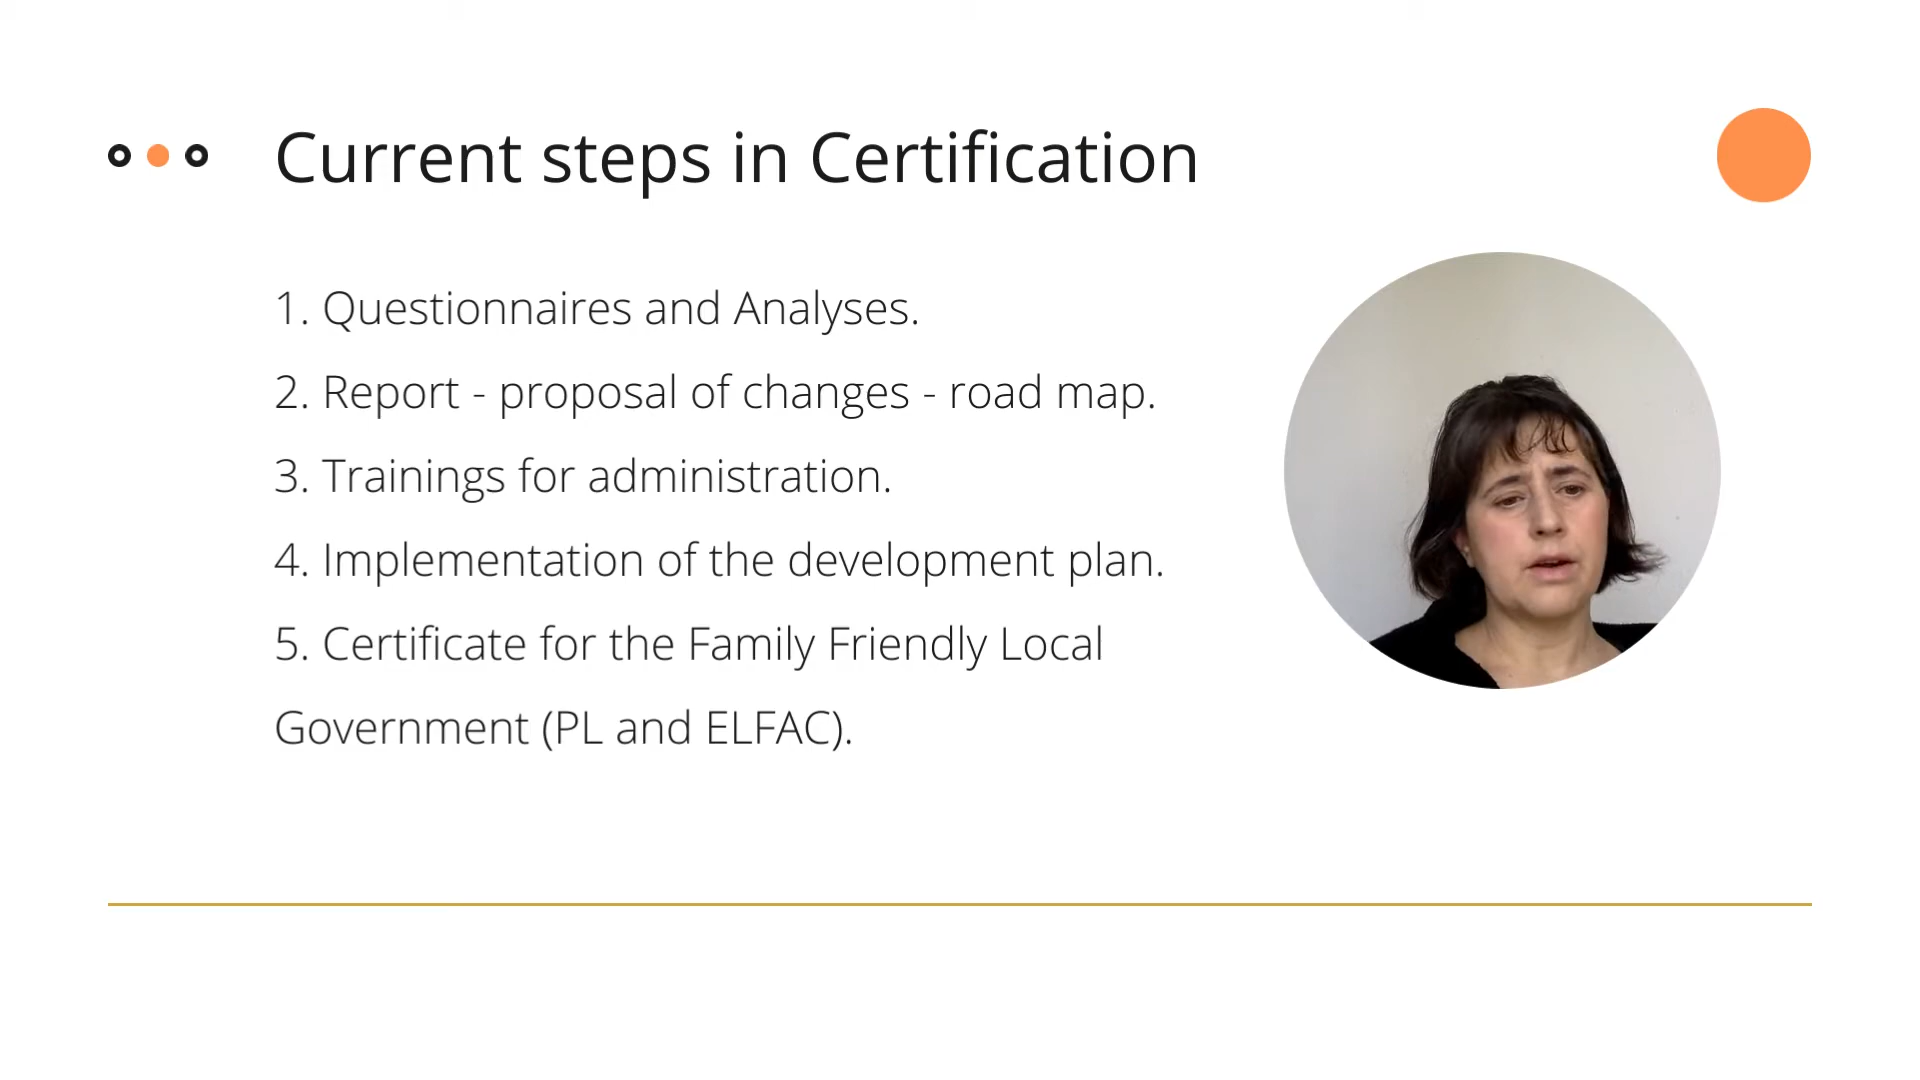 Current steps in Certification
1. Questionnaires and Analyses.
2. Report - proposal of changes - road map.
3. Trainings for administration.
4. Implementation of the development plan.
5. Certificate for the Family Friendly Local
Government (PL and ELFAC).